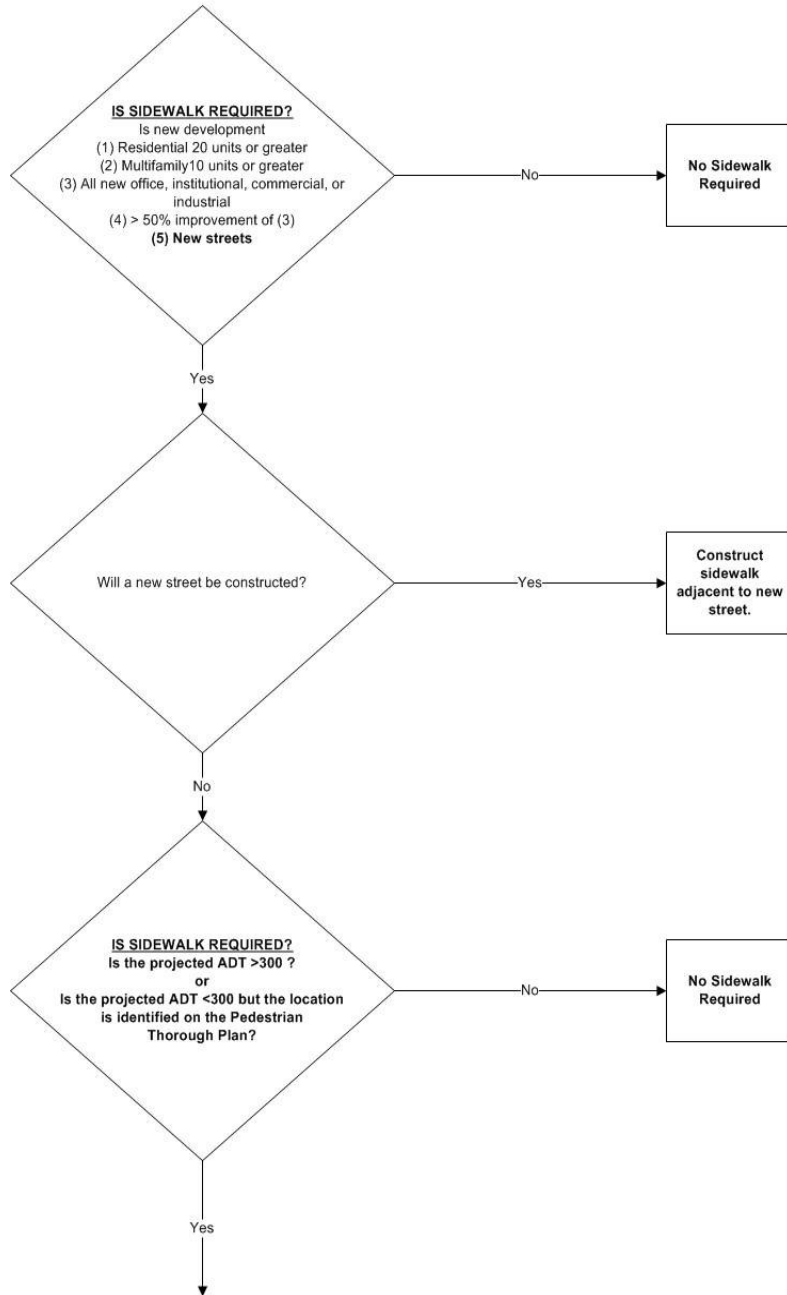 IS SIDEWALK REQUIRED?
Is new development
(1) Residential 20 units or greater
(2) Multifamily10 units or greater
(3) All new office, institutional, commercial, or
industrial
(4) > 50% improvement of (3)
(5) New streets
No
No Sidewalk
Required
Yes
Will a new street be constructed?
Yes
Construct
sidewalk
adjacent to new
street.
No
IS SIDEWALK REQUIRED?
Is the projected ADT >300 ?
or
Is the projected ADT <300 but the location
is identified on the Pedestrian
Thorough Plan?
No
No Sidewalk
Required
Yes